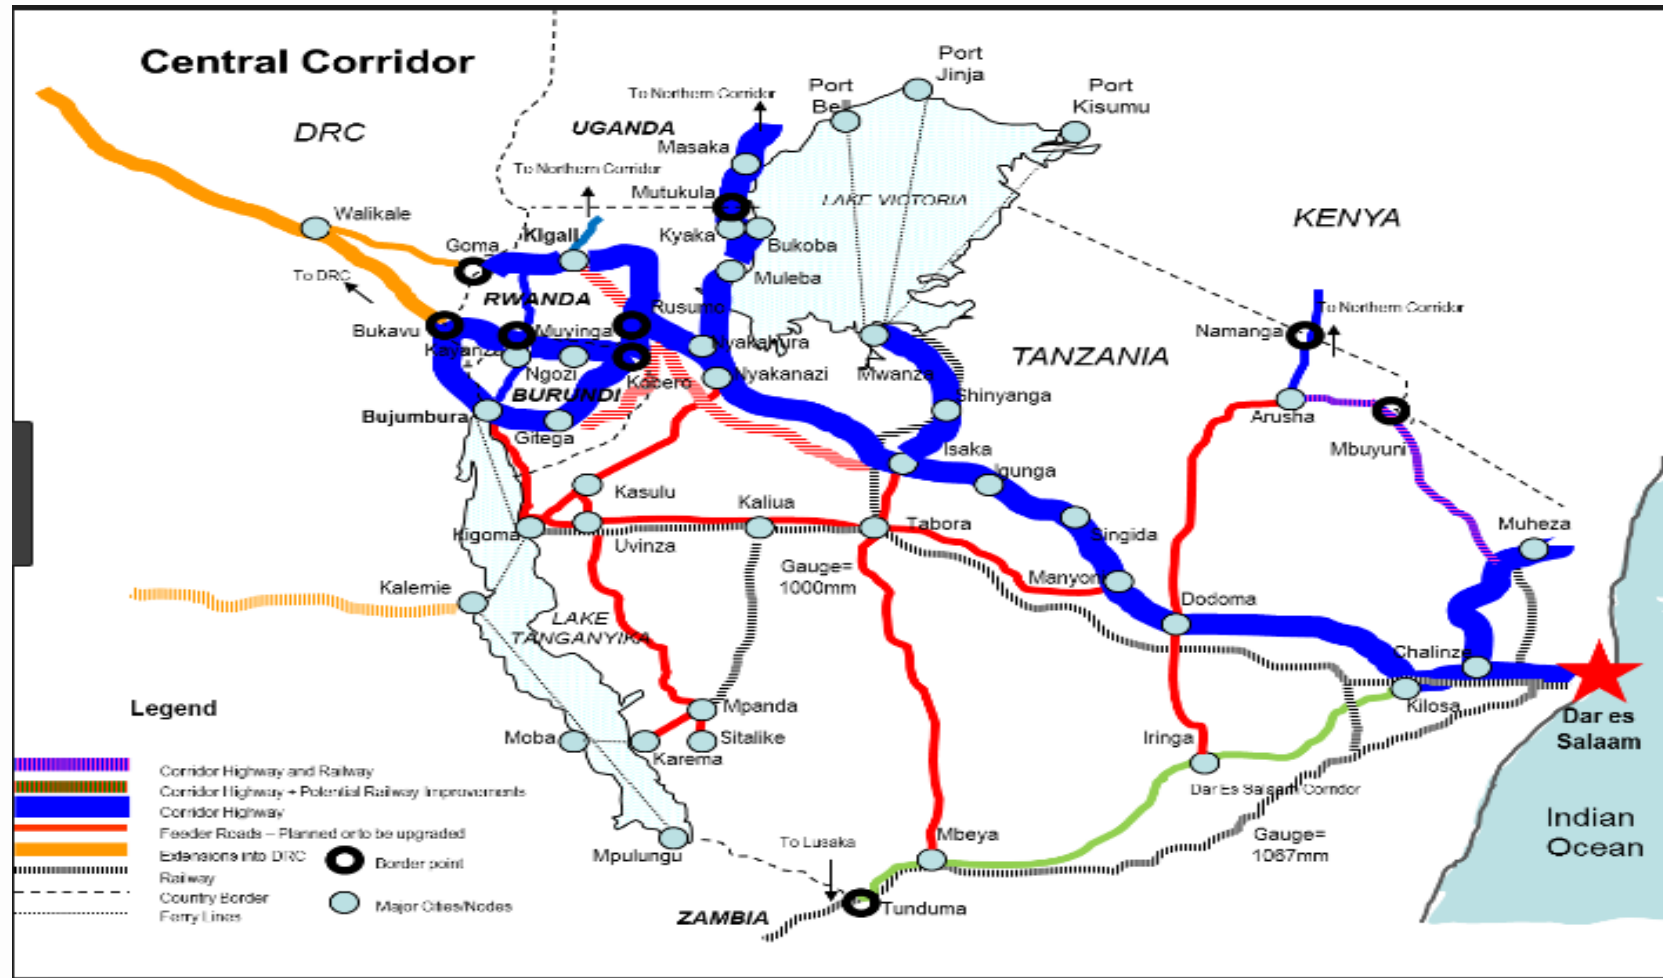 Central Corridor
DRC
UGANDA
To Northern Corridor
Port
Jinja
Port
Bell
Port
Kisumu
Masaka
To Northern Corridor
Mutukula
LAKE VICTORIA
Walikale
Goma
Kigali
Kyaka
Bukoba
KENYA
To DRC
RWANDA
Muleba
Rusumo
To Northern Corridor
Bukavu
Muyinga
Namanga
Kayanza
Nyakahura
TANZANIA
Ngozi
Kobero
Nyakanazi
Mwanza
BURUNDI
Shinyanga
Bujumbura
Gitega
Arusha
Isaka
Mbuyuni
Igunga
Kasulu
Kaliua
Kigoma
Uvinza
Tabora
Singida
Muheza
Gauge=
1000mm
Manyon
Kalemie
Dodoma
LAKE
TANGANYIKA
Chalinze
Legend
Mpanda
Kilosa
Dar es
Salaam
Moba
Karema
Sitalike
Iringa
Corridor Highway and Railway
Corridor Highway + Potential Railway Improvements
Corridor Highway
Feeder Roads – Planned or to be upgraded
Extensions into DRC
Railway
Country Border
Ferry Lines
Border point
Major Cities/Nodes
Dar Es Salaam Corridor
Mpulungu
To Lusaka
Mbeya
Gauge=
1067mm
Indian
Ocean
ZAMBIA
Tunduma